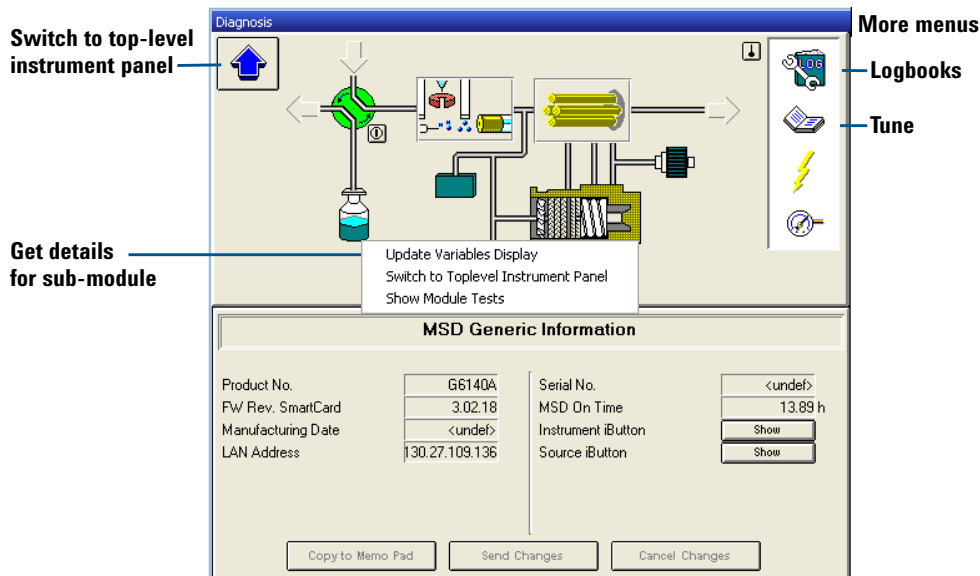 Diagnosis
More menus
Switch to top-level
instrument panel
LOG
Logbooks
Tune
Get details
for sub-module
Update Variables Display
Switch to Toplevel Instrument Panel
Show Module Tests
MSD Generic Information
Product No. G6140A Serial No. <undef>
FW Rev. SmartCard 3.02.18 MSD On Time 13.89 h
Manufacturing Date <undef> Instrument iButton Show
LAN Address 130.27.109.136 Source iButton Show
Copy to Memo Pad Send Changes Cancel Changes